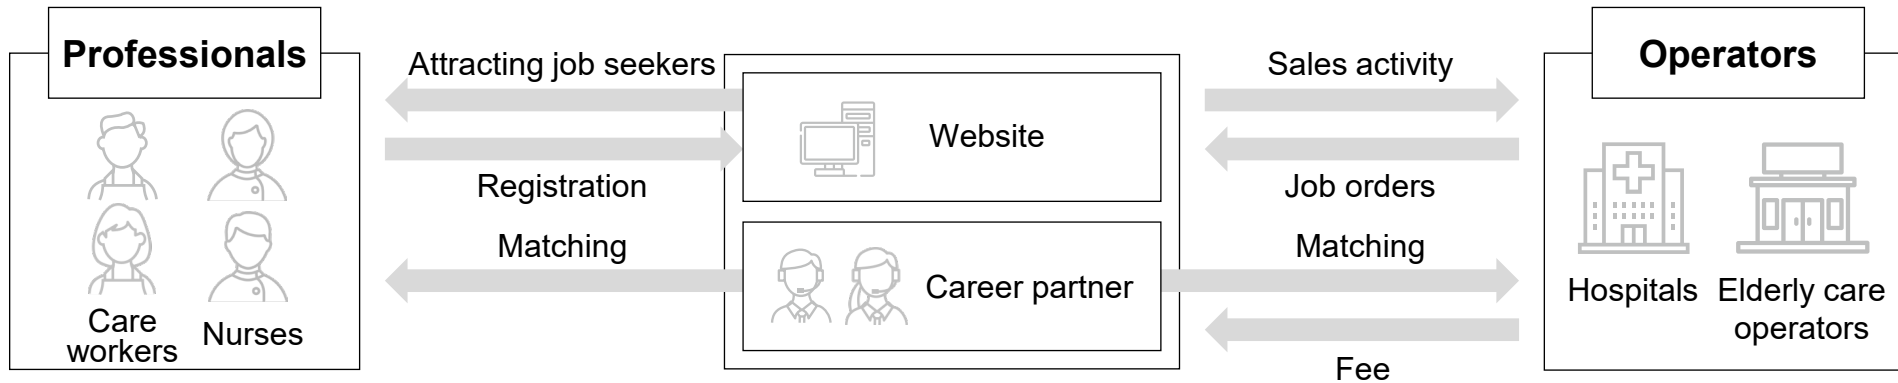 Professionals
Care
workers
Nurses
Attracting job seekers
Registration
Matching
Website
Career partner
Sales activity
Job orders
Matching
Fee
Operators
Hospitals
Elderly care
operators